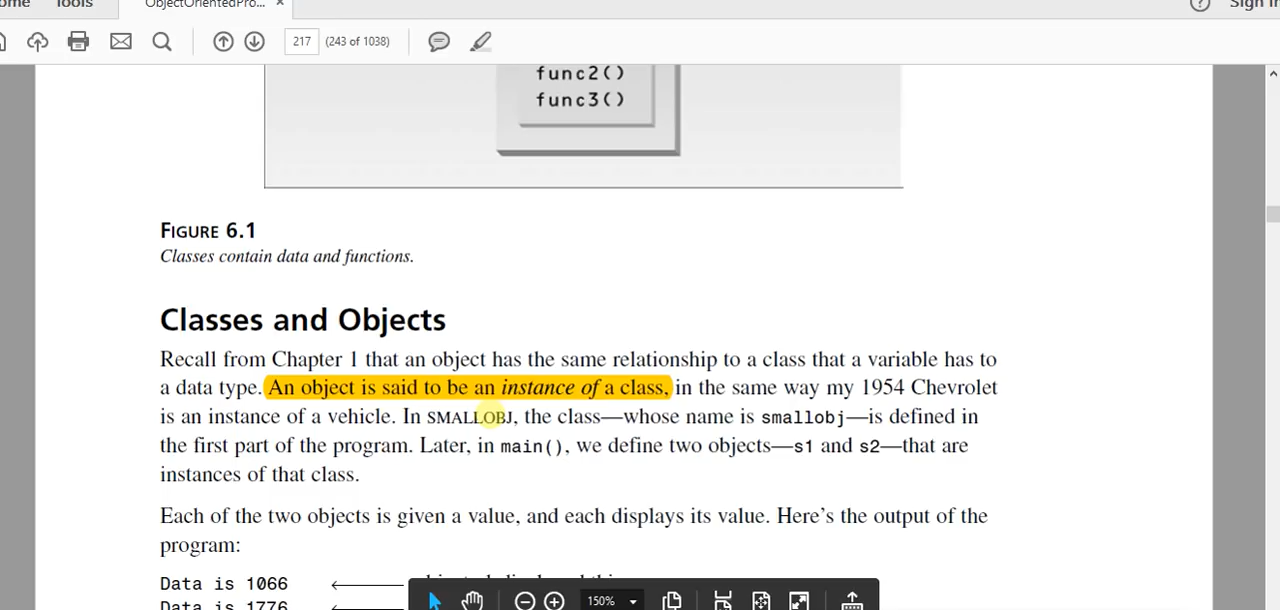 Tools ObjectOrientedPro... ×
217 (243 of 1038)
func2()
func3()
FIGURE 6.1
Classes contain data and functions.
Classes and Objects
Recall from Chapter 1 that an object has the same relationship to a class that a variable has to
a data type. An object is said to be an instance of a class, in the same way my 1954 Chevrolet
is an instance of a vehicle. In SMALLOBJ, the class—whose name is smallobj—is defined in
the first part of the program. Later, in main(), we define two objects—s1 and s2—that are
instances of that class.
Each of the two objects is given a value, and each displays its value. Here's the output of the
program:
Data is 1066
Data is 1776
150%